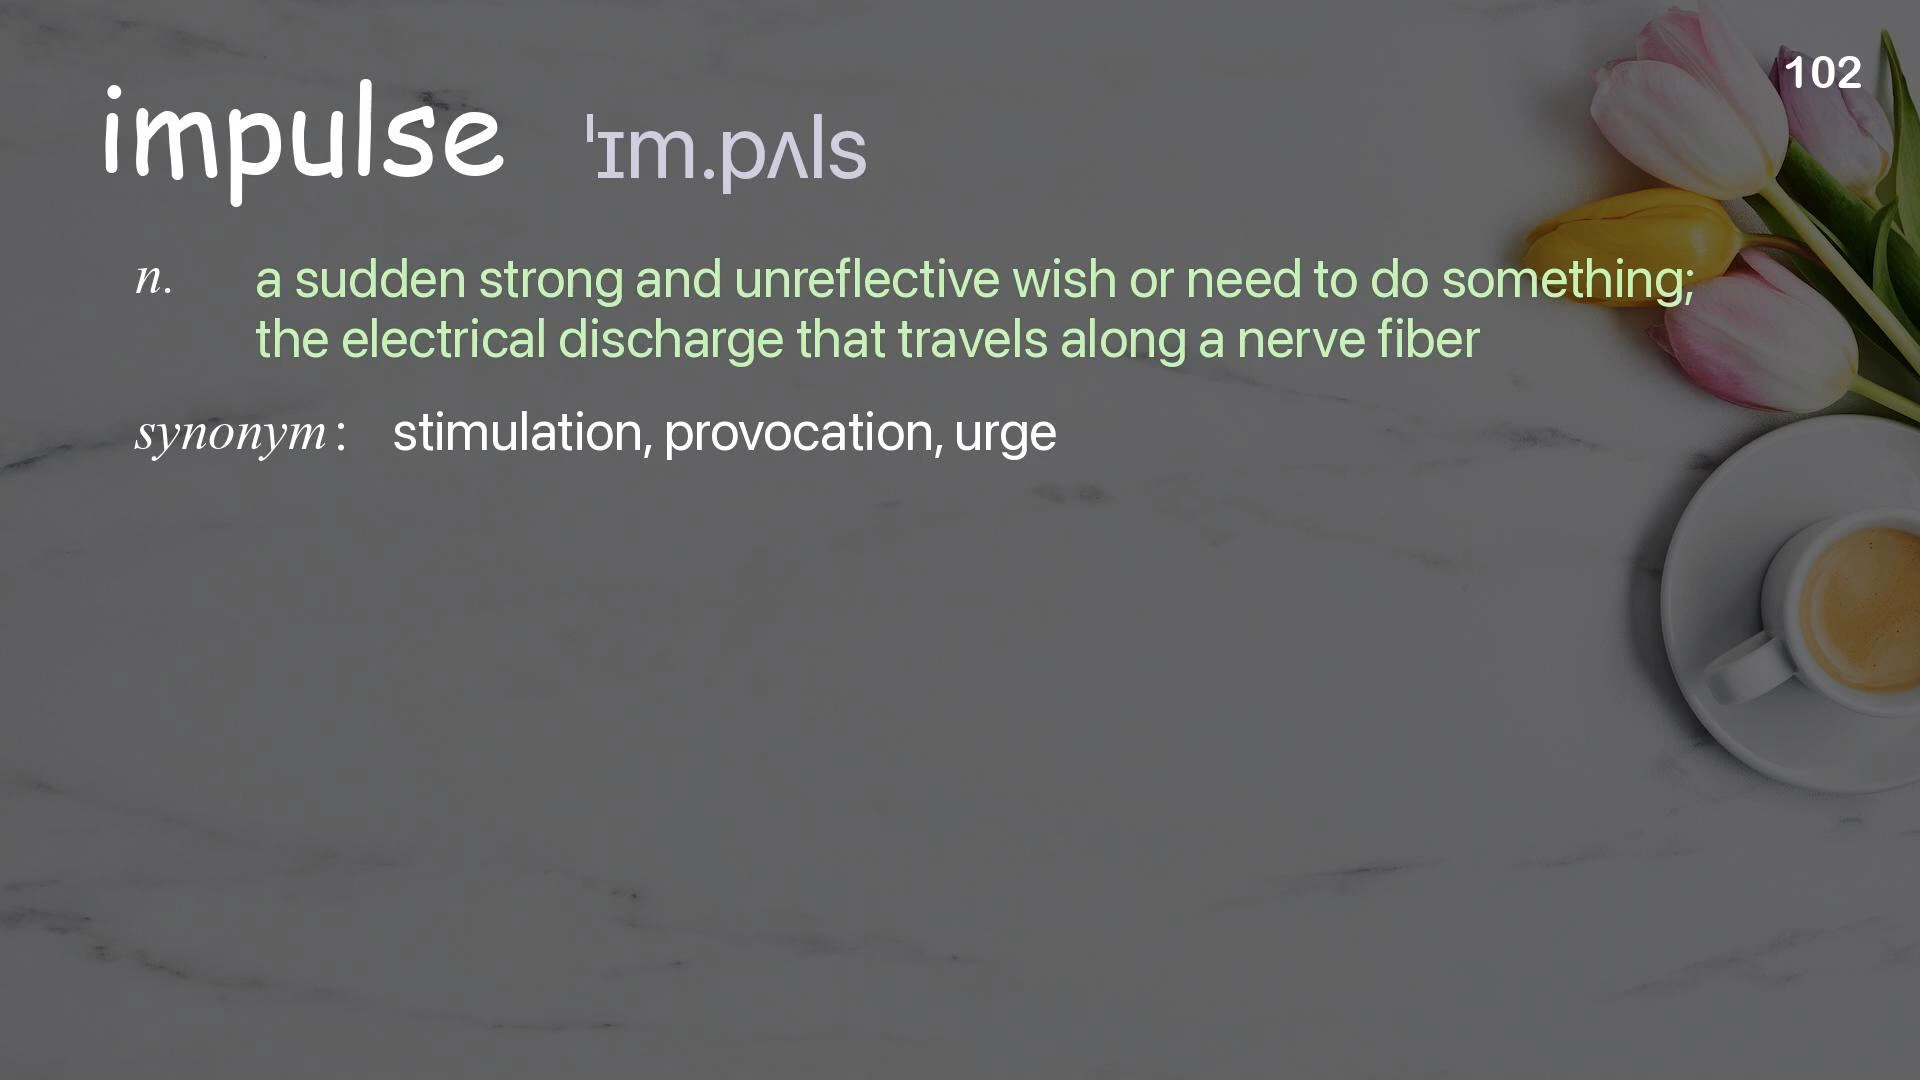 102
impulse ˈɪm.pʌls
n. a sudden strong and unreflective wish or need to do something;
the electrical discharge that travels along a nerve fiber
synonym: stimulation, provocation, urge